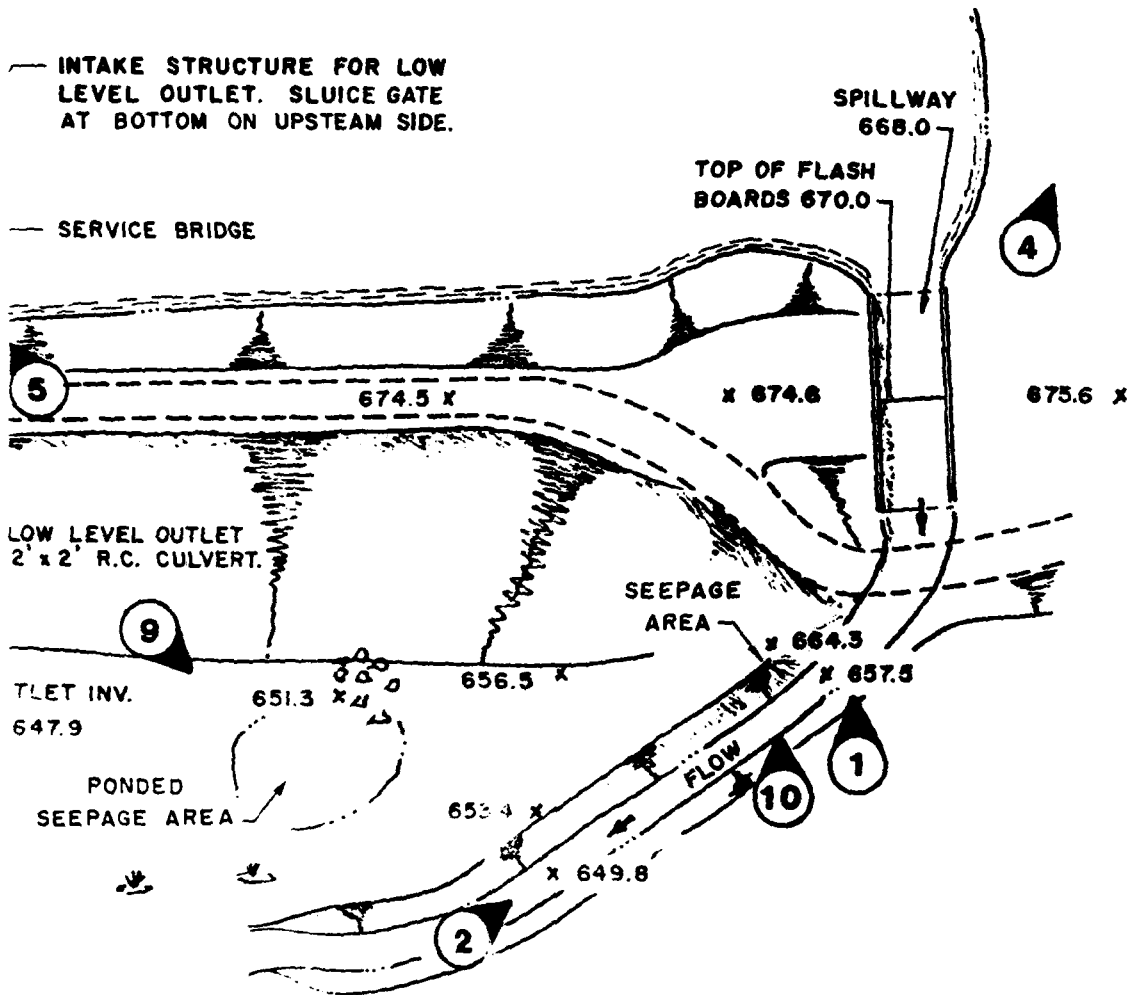 INTAKE STRUCTURE FOR LOW
LEVEL OUTLET. SLUICE GATE
AT BOTTOM ON UPSTEAM SIDE.
SPILLWAY
668.0
TOP OF FLASH
BOARDS 670.0
SERVICE BRIDGE
4
5
674.5 x
x 674.6
675.6 x
LOW LEVEL OUTLET
2' x 2' R.C. CULVERT.
SEEPAGE
AREA
9
x 664.3
x 657.5
656.5 x
651.3 x
TLET INV.
647.9
FLOW
1
10
PONDED
SEEPAGE AREA
653.4 x
x 649.8
2